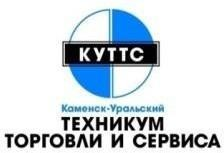 КУТТС
Каменск-Уральский
ТЕХНИКУМ
ТОРГОВЛИ И СЕРВИСА